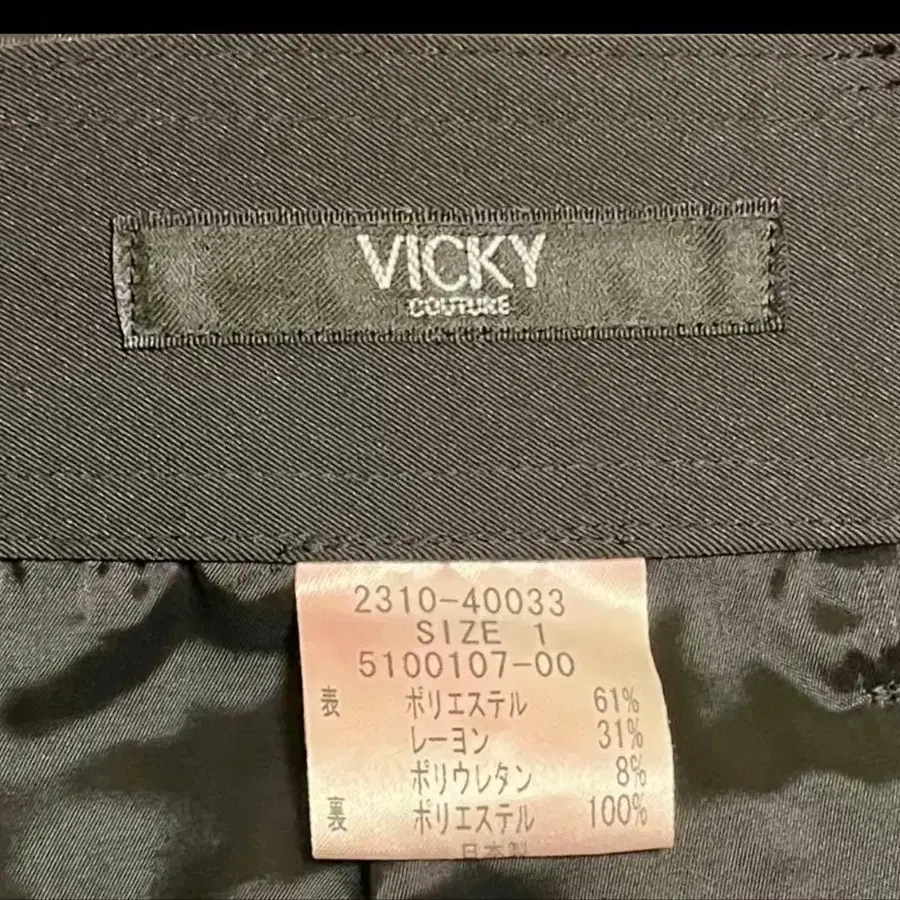 VICKY
COUTURE
2310-40033
SIZE 1
5100107-00
表 ポリエステル 61%
レーヨン 31%
ポリウレタン 8%
裏 ポリエステル 100%
日本製